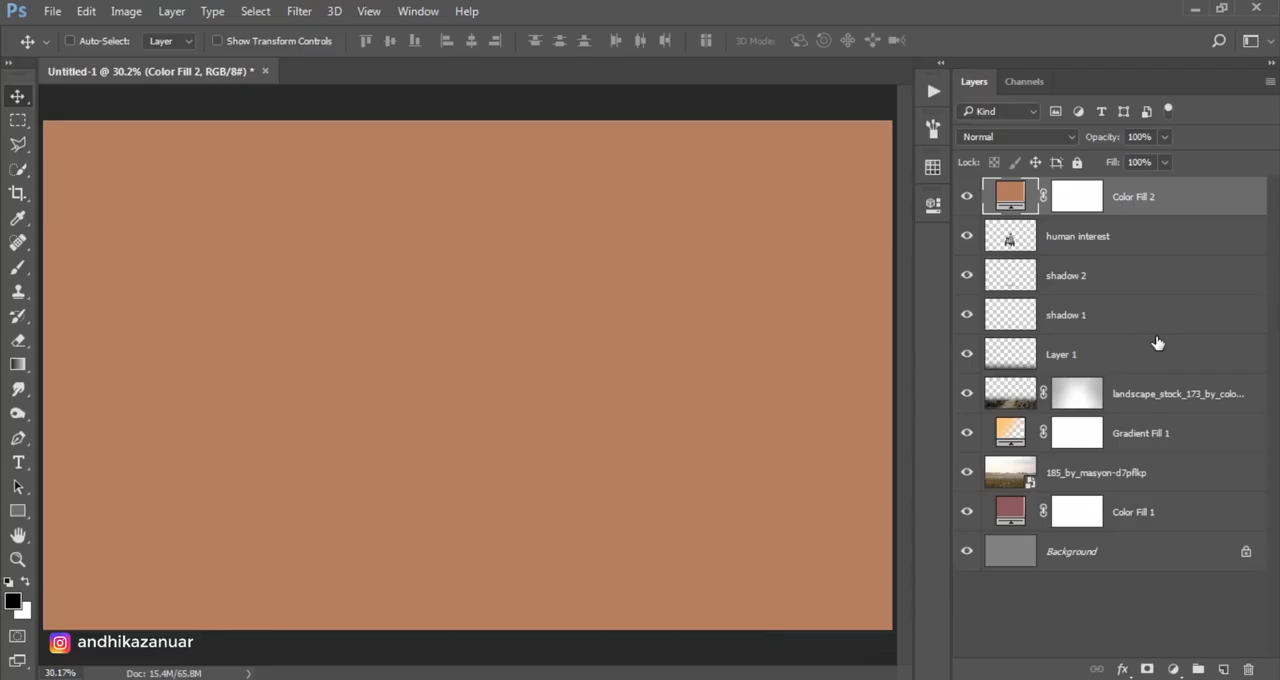 Ps File Edit Image Layer Type Select Filter 3D View Window Help
Auto-Select: Layer Show Transform Controls 3D Mode:
Untitled-1 @ 30.2% (Color Fill 2, RGB/8#) *
Layers Channels
Kind
Normal Opacity: 100%
Lock: Fill: 100%
Color Fill 2
human interest
shadow 2
shadow 1
Layer 1
landscape_stock_173_by_colo...
Gradient Fill 1
185_by_masyon-d7pflkp
Color Fill 1
Background
andhikazanuar
30.17% Doc: 15.4M/65.8M
fx